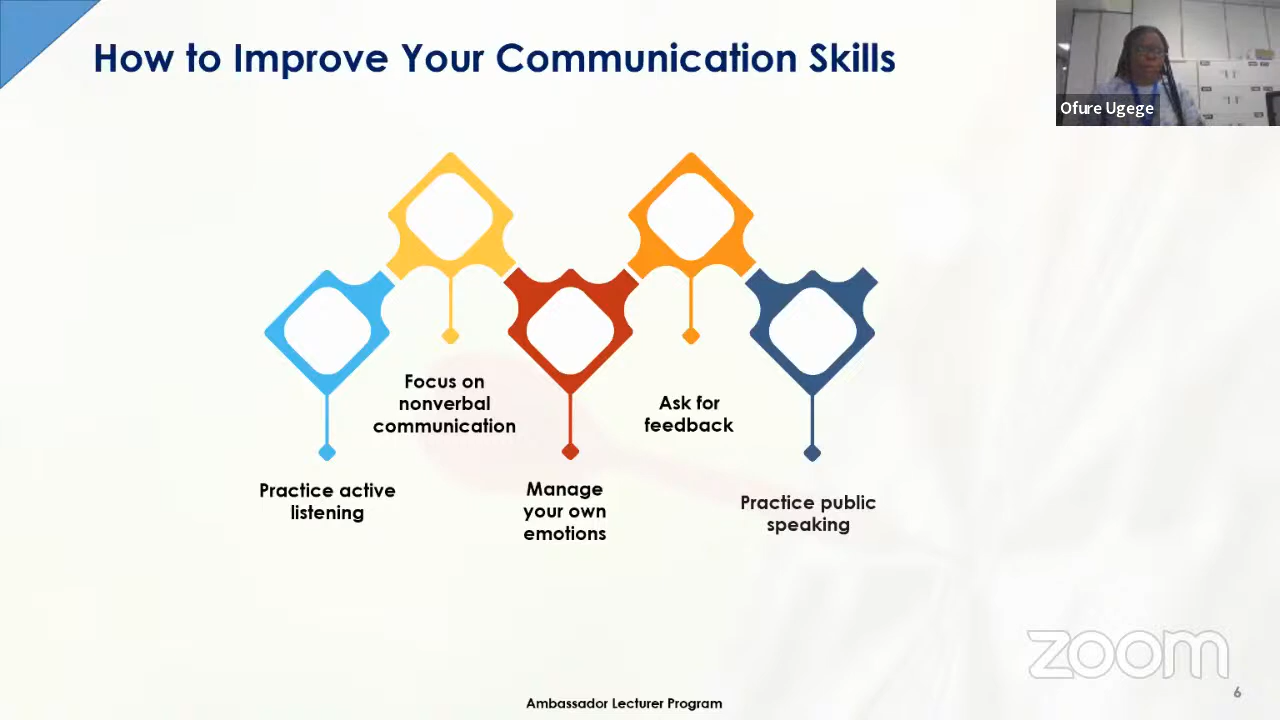 How to Improve Your Communication Skills
Ofure Ugege
Focus on
nonverbal
communication
Ask for
feedback
Practice active
listening
Manage
your own
emotions
Practice public
speaking
zoom
6
Ambassador Lecturer Program